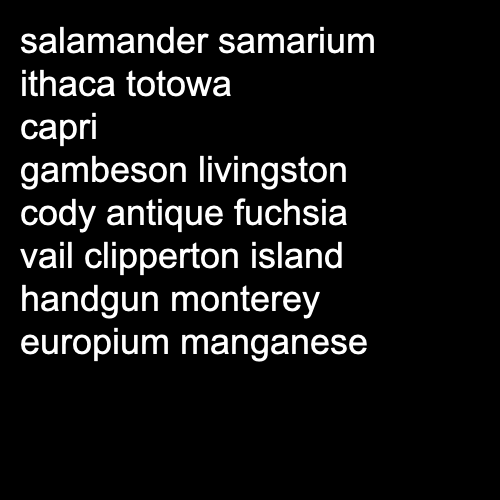 salamander samarium
ithaca totowa
capri
gambeson livingston
cody antique fuchsia
vail clipperton island
handgun monterey
europium manganese